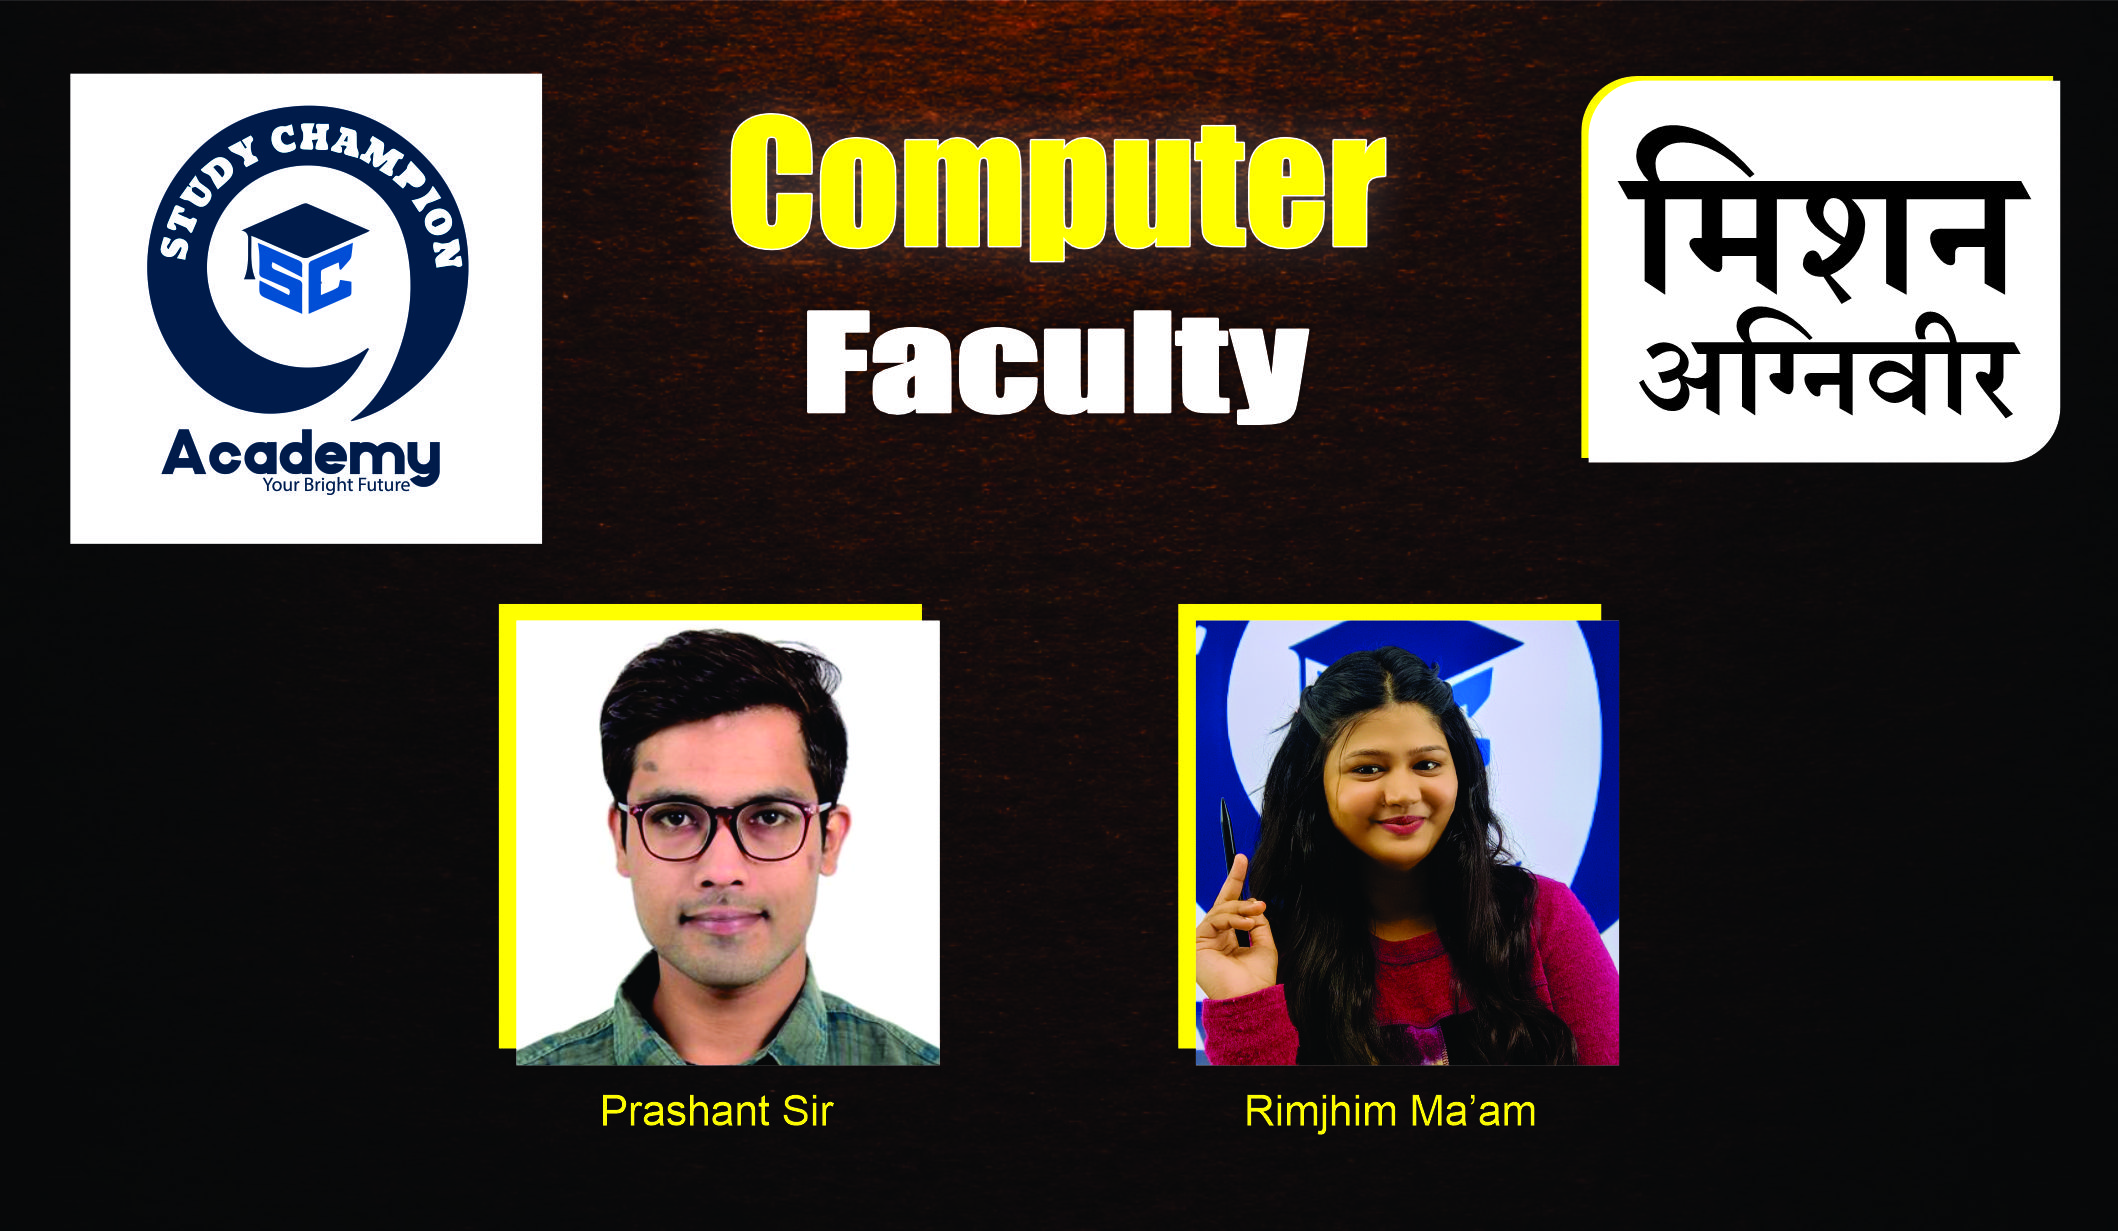 STUDY CHAMPION
SC
Academy
Your Bright Future
Computer
Faculty
मिशन
अग्निवीर
Prashant Sir
Rimjhim Ma’am